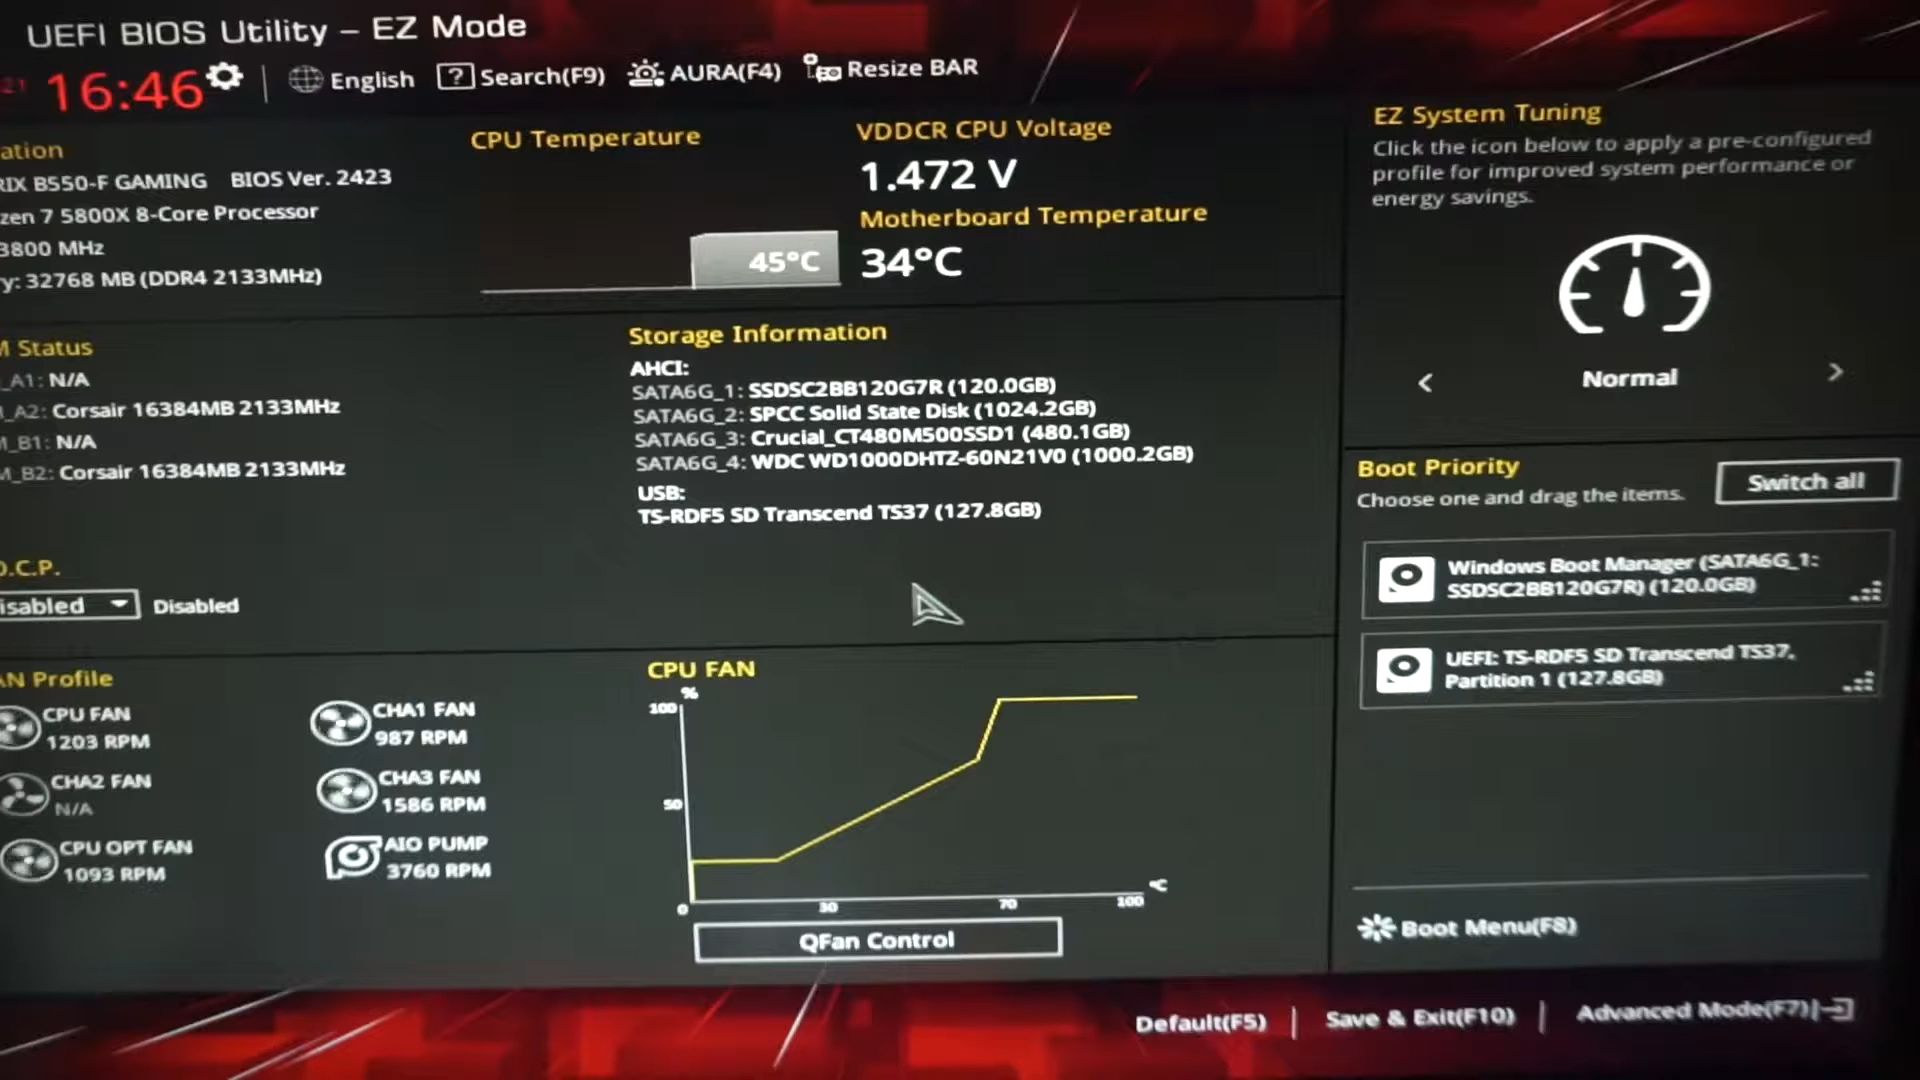 UEFI BIOS Utility – EZ Mode
21 16:46 English ?Search(F9) AURA(F4) Resize BAR
ation
RIX B550-F GAMING BIOS Ver. 2423
zen 7 5800X 8-Core Processor
3800 MHz
y: 32768 MB (DDR4 2133MHz)
CPU Temperature
45°C
VDDCR CPU Voltage
1.472 V
Motherboard Temperature
34°C
M Status
_A1: N/A
M_A2: Corsair 16384MB 2133MHz
M_B1: N/A
M_B2: Corsair 16384MB 2133MHz
Storage Information
AHCI:
SATA6G_1: SSDSC2BB120G7R (120.0GB)
SATA6G_2: SPCC Solid State Disk (1024.2GB)
SATA6G_3: Crucial_CT480M500SSD1 (480.1GB)
SATA6G_4: WDC WD1000DHTZ-60N21V0 (1000.2GB)
USB:
TS-RDF5 SD Transcend TS37 (127.8GB)
O.C.P.
isabled Disabled
AN Profile
CPU FAN
1203 RPM
CHA1 FAN
987 RPM
CHA2 FAN
N/A
CHA3 FAN
1586 RPM
CPU OPT FAN
1093 RPM
AIO PUMP
3760 RPM
CPU FAN
%
100
50
0 30 70 100 °C
QFan Control
EZ System Tuning
Click the icon below to apply a pre-configured
profile for improved system performance or
energy savings.
Normal
Boot Priority
Choose one and drag the items.
Switch all
Windows Boot Manager (SATA6G_1:
SSDSC2BB120G7R) (120.0GB)
UEFI: TS-RDF5 SD Transcend TS37,
Partition 1 (127.8GB)
Boot Menu(F8)
Default(F5) | Save & Exit(F10) | Advanced Mode(F7)